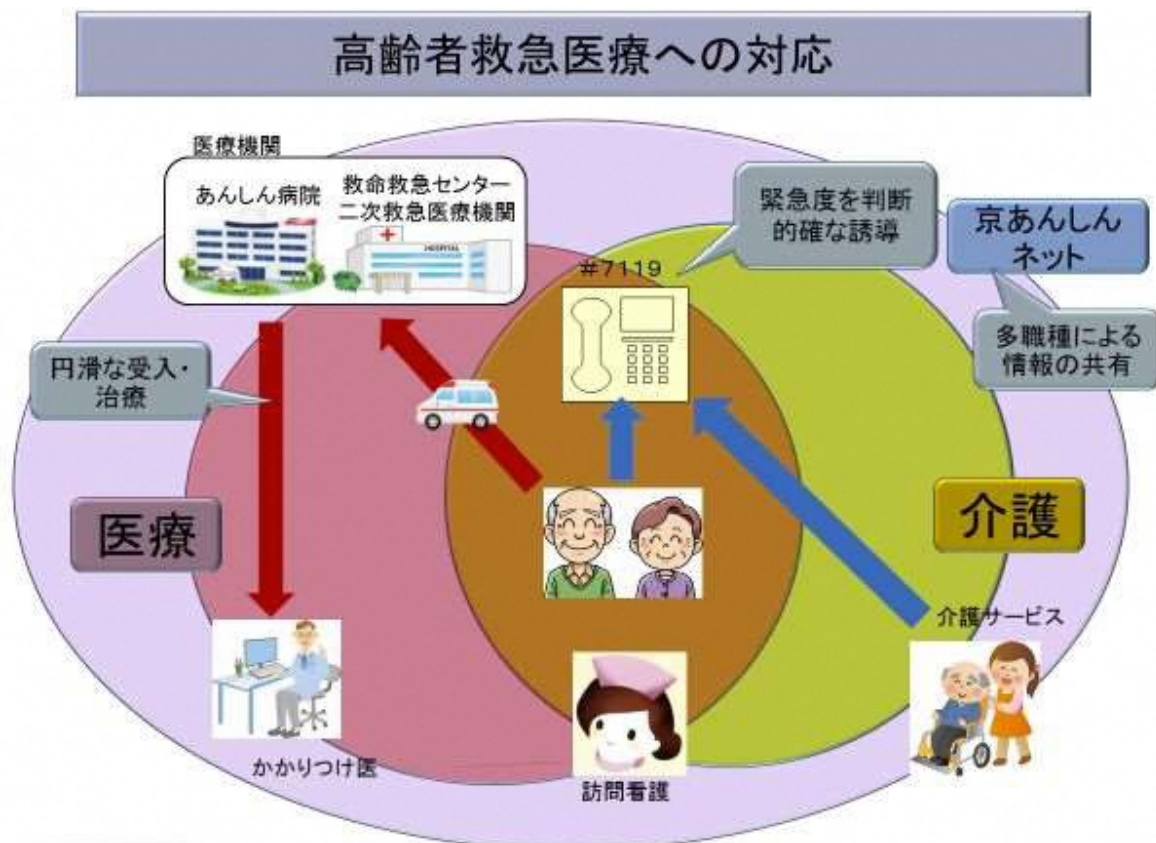 高齢者救急医療への対応
医療機関
あんしん病院
救命救急センター
二次救急医療機関
HOSPITAL
緊急度を判断
的確な誘導
京あんしん
ネット
#7119
多職種による
情報の共有
円滑な受入・
治療
医療
介護
介護サービス
かかりつけ医
訪問看護